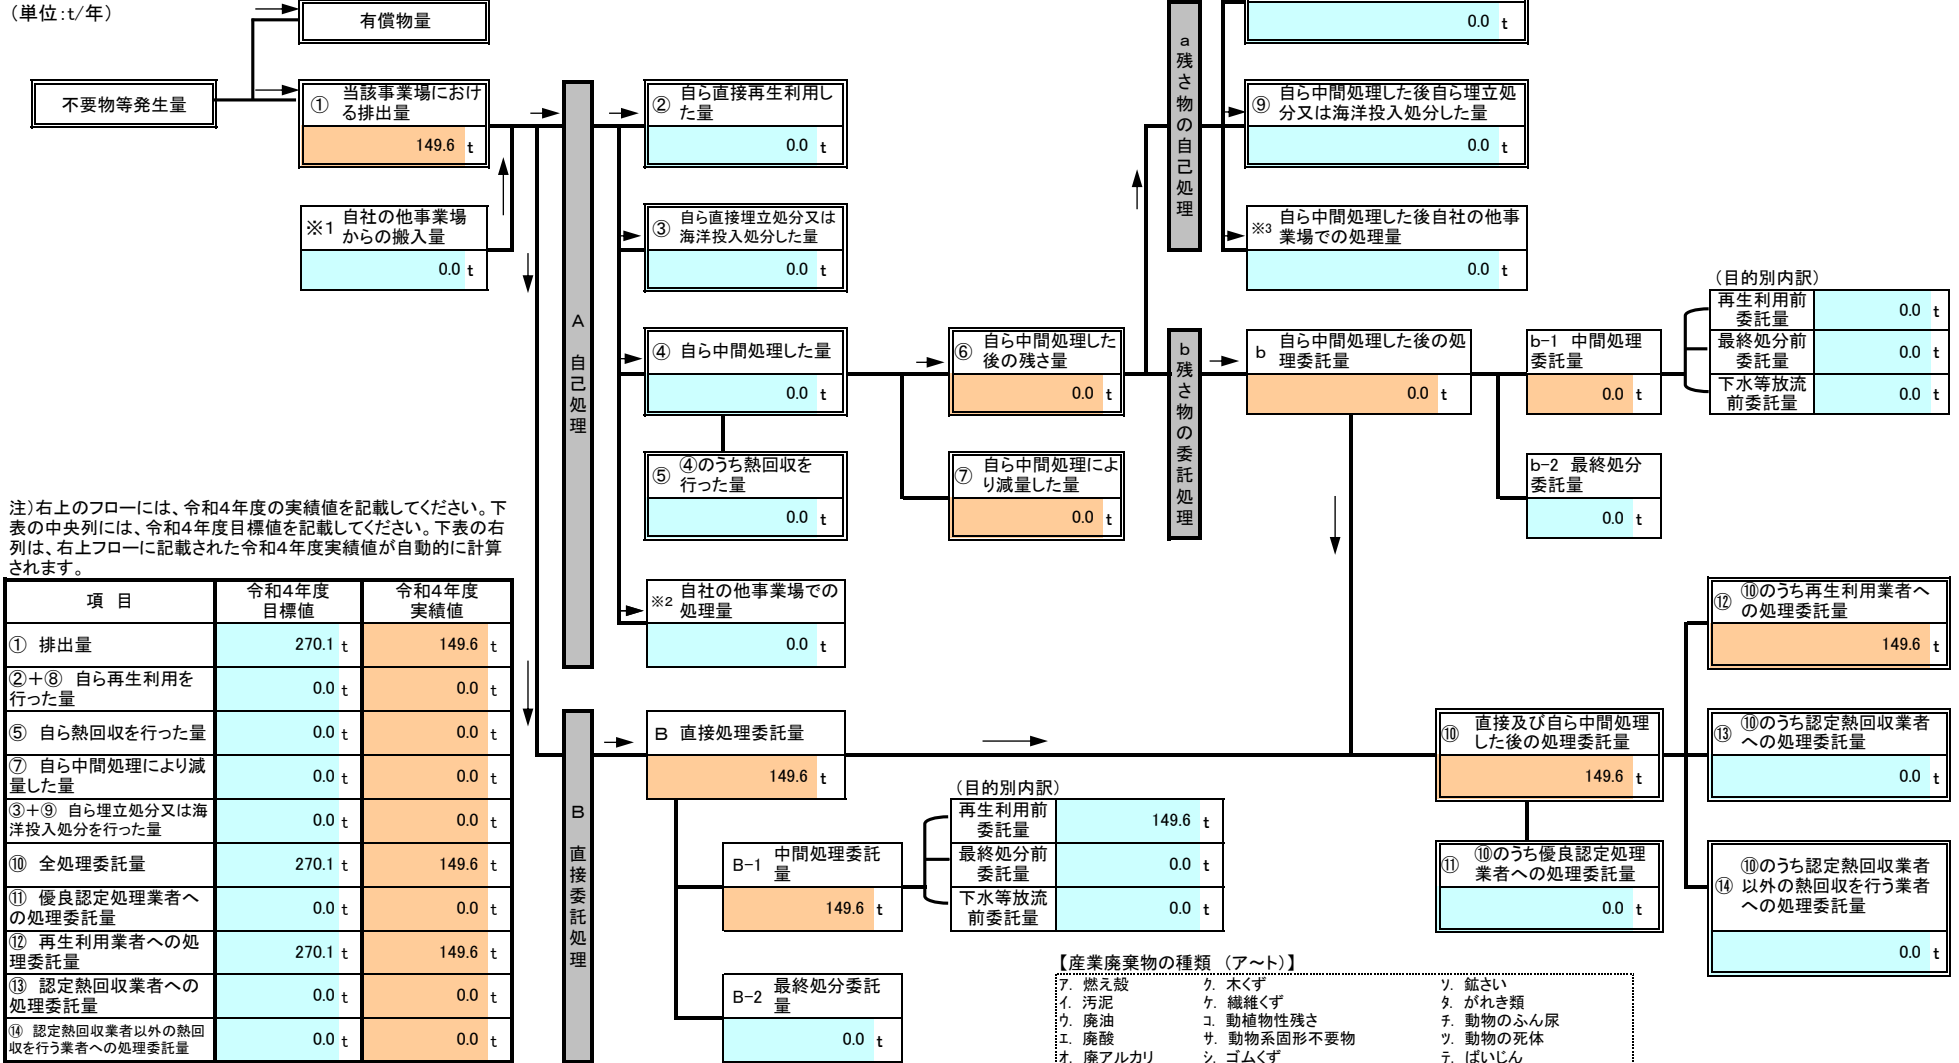 （単位:t/年）
有償物量
0.0 t
不要物等発生量
① 当該事業場におけ
る排出量
149.6 t
※1 自社の他事業場
からの搬入量
0.0 t
A 自己処理
② 自ら直接再生利用し
た量
0.0 t
③ 自ら直接埋立処分又は
海洋投入処分した量
0.0 t
④ 自ら中間処理した量
0.0 t
⑤ ④のうち熱回収を
行った量
0.0 t
※2 自社の他事業場での
処理量
0.0 t
⑥ 自ら中間処理した
後の残さ量
0.0 t
⑦ 自ら中間処理によ
り減量した量
0.0 t
a 残さ物の自己処理
⑨ 自ら中間処理した後自ら埋立処
分又は海洋投入処分した量
0.0 t
※3 自ら中間処理した後自社の他事
業場での処理量
0.0 t
b 残さ物の委託処理
b 自ら中間処理した後の処
理委託量
0.0 t
b-1 中間処理
委託量
0.0 t
b-2 最終処分
委託量
0.0 t
（目的別内訳）
再生利用前
委託量 0.0 t
最終処分前
委託量 0.0 t
下水等放流
前委託量 0.0 t
注）右上のフローには、令和4年度の実績値を記載してください。下
表の中央列には、令和4年度目標値を記載してください。下表の右
列は、右上フローに記載された令和4年度実績値が自動的に計算
されます。
項 目 令和4年度
目標値 令和4年度
実績値
① 排出量 270.1 t 149.6 t
②＋⑧ 自ら再生利用を
行った量 0.0 t 0.0 t
⑤ 自ら熱回収を行った量 0.0 t 0.0 t
⑦ 自ら中間処理により減
量した量 0.0 t 0.0 t
③＋⑨ 自ら埋立処分又は海
洋投入処分を行った量 0.0 t 0.0 t
⑩ 全処理委託量 270.1 t 149.6 t
⑪ 優良認定処理業者へ
の処理委託量 0.0 t 0.0 t
⑫ 再生利用業者への処
理委託量 270.1 t 149.6 t
⑬ 認定熱回収業者への
処理委託量 0.0 t 0.0 t
⑭ 認定熱回収業者以外の熱回
収を行う業者への処理委託量 0.0 t 0.0 t
B 直接委託処理
B 直接処理委託量
149.6 t
B-1 中間処理委託
量
149.6 t
B-2 最終処分委託
量
0.0 t
（目的別内訳）
再生利用前
委託量 149.6 t
最終処分前
委託量 0.0 t
下水等放流
前委託量 0.0 t
⑩ 直接及び自ら中間処理
した後の処理委託量
149.6 t
⑪ ⑩のうち優良認定処理
業者への処理委託量
0.0 t
⑫ ⑩のうち再生利用業者へ
の処理委託量
149.6 t
⑬ ⑩のうち認定熱回収業者
への処理委託量
0.0 t
⑭ ⑩のうち認定熱回収業者
以外の熱回収を行う業者
への処理委託量
0.0 t
【産業廃棄物の種類 （ア～ト）】
ア. 燃え殻 ク. 木くず ソ. 鉱さい
イ. 汚泥 ケ. 繊維くず タ. がれき類
ウ. 廃油 コ. 動植物性残さ チ. 動物のふん尿
エ. 廃酸 サ. 動物系固形不要物 ツ. 動物の死体
オ. 廃アルカリ シ. ゴムくず テ. ばいじん